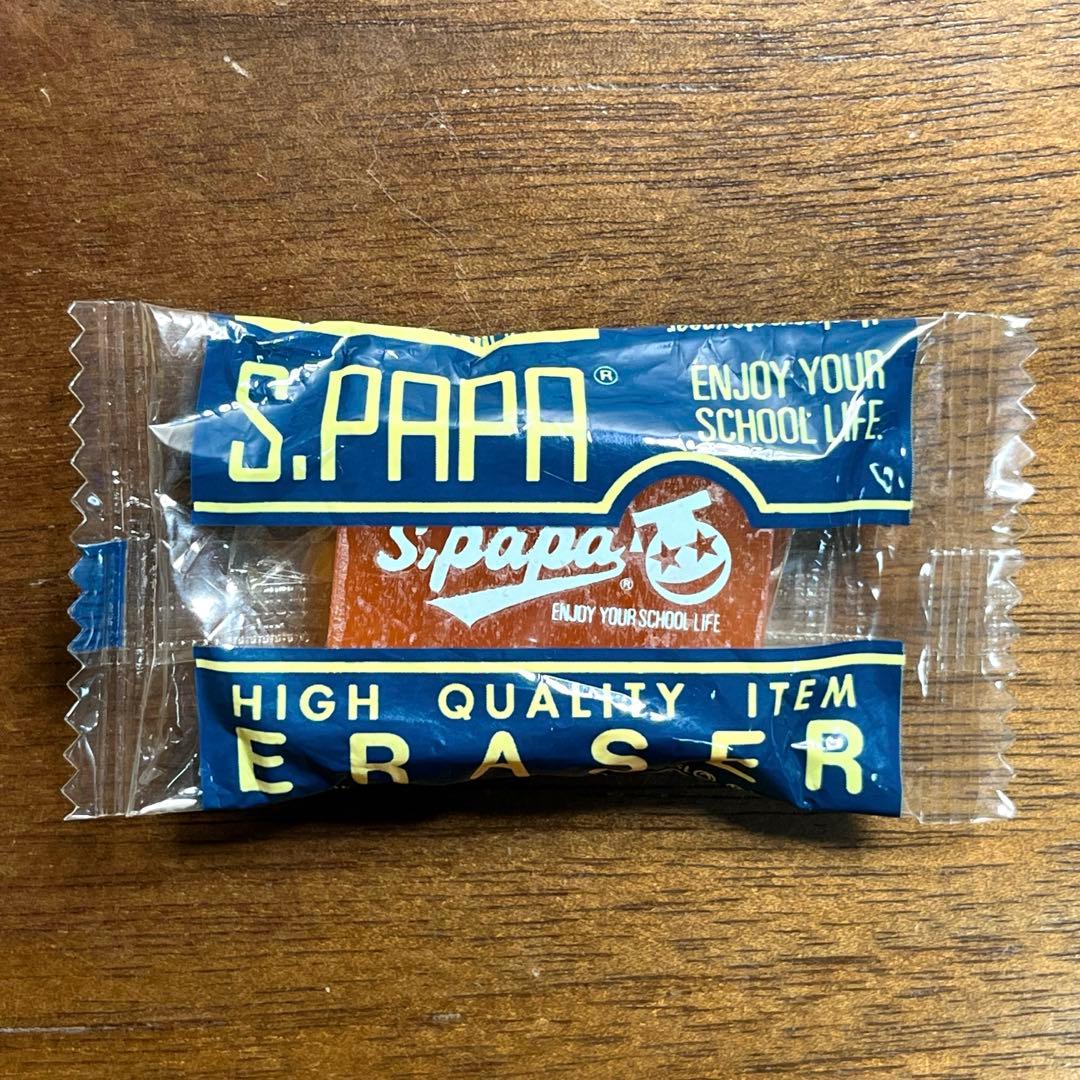 S.PAPA®
ENJOY YOUR
SCHOOL LIFE.
S.papa®
ENJOY YOUR SCHOOL LIFE
HIGH QUALITY ITEM
ERASER